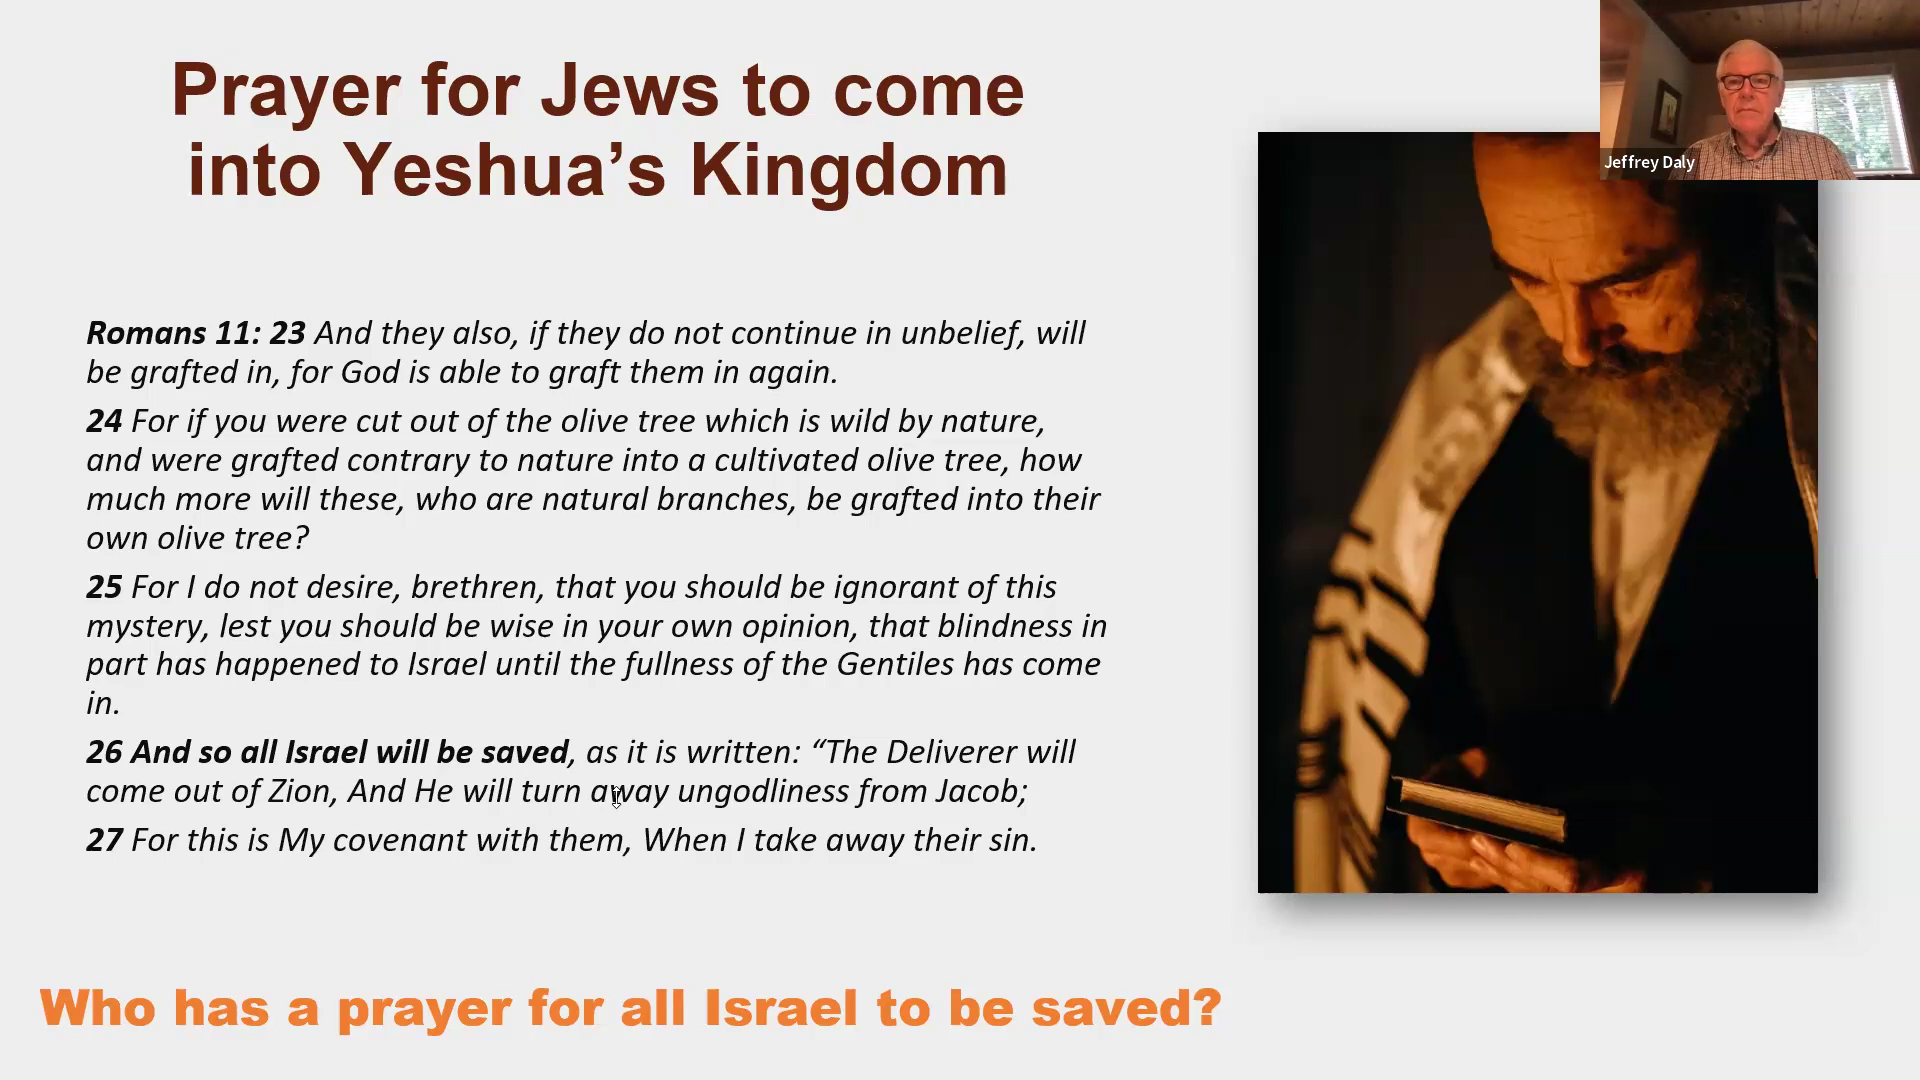 Prayer for Jews to come
into Yeshua’s Kingdom
Jeffrey Daly
Romans 11: 23 And they also, if they do not continue in unbelief, will
be grafted in, for God is able to graft them in again.
24 For if you were cut out of the olive tree which is wild by nature,
and were grafted contrary to nature into a cultivated olive tree, how
much more will these, who are natural branches, be grafted into their
own olive tree?
25 For I do not desire, brethren, that you should be ignorant of this
mystery, lest you should be wise in your own opinion, that blindness in
part has happened to Israel until the fullness of the Gentiles has come
in.
26 And so all Israel will be saved, as it is written: “The Deliverer will
come out of Zion, And He will turn away ungodliness from Jacob;
27 For this is My covenant with them, When I take away their sin.
Who has a prayer for all Israel to be saved?